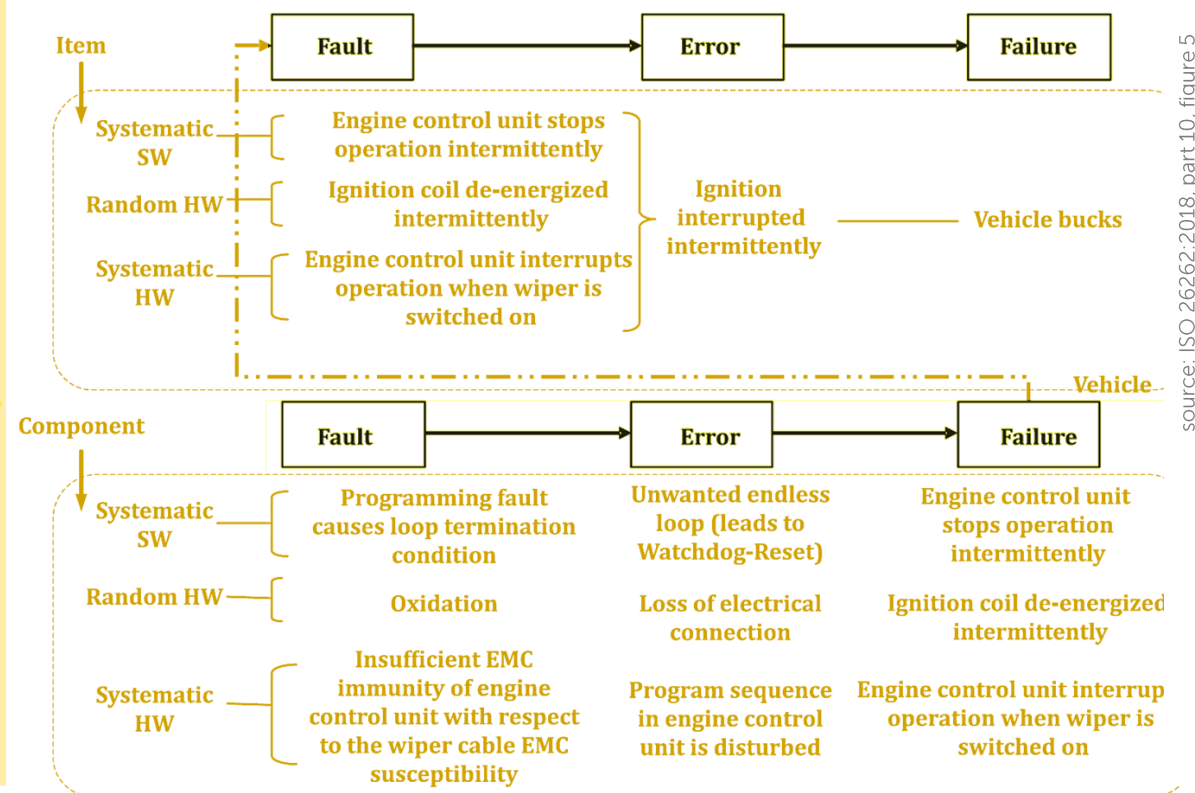 Item
Fault
Error
Failure
Systematic
SW
Engine control unit stops
operation intermittently
Random HW
Ignition coil de-energized
intermittently
Systematic
HW
Engine control unit interrupts
operation when wiper is
switched on
Ignition
interrupted
intermittently
Vehicle bucks
Vehicle
Component
Fault
Error
Failure
Systematic
SW
Programming fault
causes loop termination
condition
Unwanted endless
loop (leads to
Watchdog-Reset)
Engine control unit
stops operation
intermittently
Random HW
Oxidation
Loss of electrical
connection
Ignition coil de-energized
intermittently
Systematic
HW
Insufficient EMC
immunity of engine
control unit with respect
to the wiper cable EMC
susceptibility
Program sequence
in engine control
unit is disturbed
Engine control unit interrup
operation when wiper is
switched on
source: ISO 26262:2018. part 10. figure 5